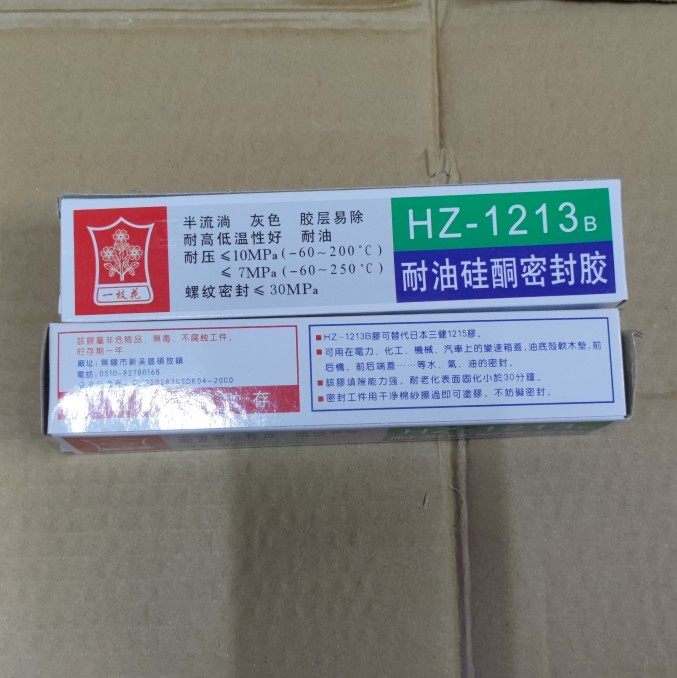 一枝花
半流淌 灰色 胶层易除
耐高低温性好 耐油
耐压≤10MPa(-60~200℃)
≤7MPa(-60~250℃)
螺纹密封≤30MPa
HZ-1213B
耐油硅酮密封胶
該膠屬非危險品、無毒、不腐蝕工件。
貯存期一年
廠址:無錫市新吳區碩放鎮
電話:0510-82780168
存
■HZ-1213B膠可替代日本三健1215膠。
■可用在電力、化工、機械、汽車上的變速箱蓋,油底殼軟木墊,前
后橋,前后端蓋……等水、氣、油的密封。
■該膠填隙能力强,耐老化表面固化小於30分鐘。
■密封工件用干净棉紗擦過即可塗膠,不妨礙密封。